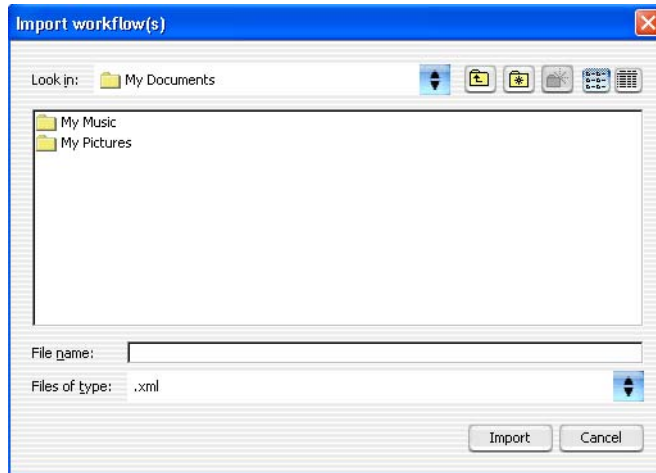 Import workflow(s)
Look in: My Documents
My Music
My Pictures
File name:
Files of type: .xml
Import Cancel